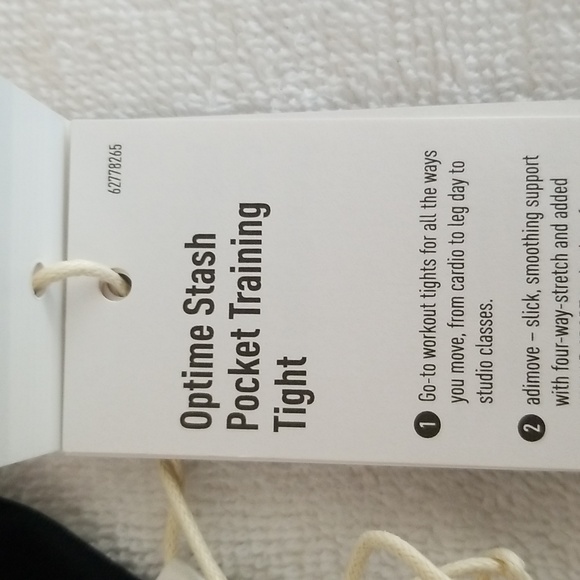 62778265
Optime Stash
Pocket Training
Tight
1 Go-to workout tights for all the ways
you move, from cardio to leg day to
studio classes.
2 adimove – slick, smoothing support
with four-way-stretch and added